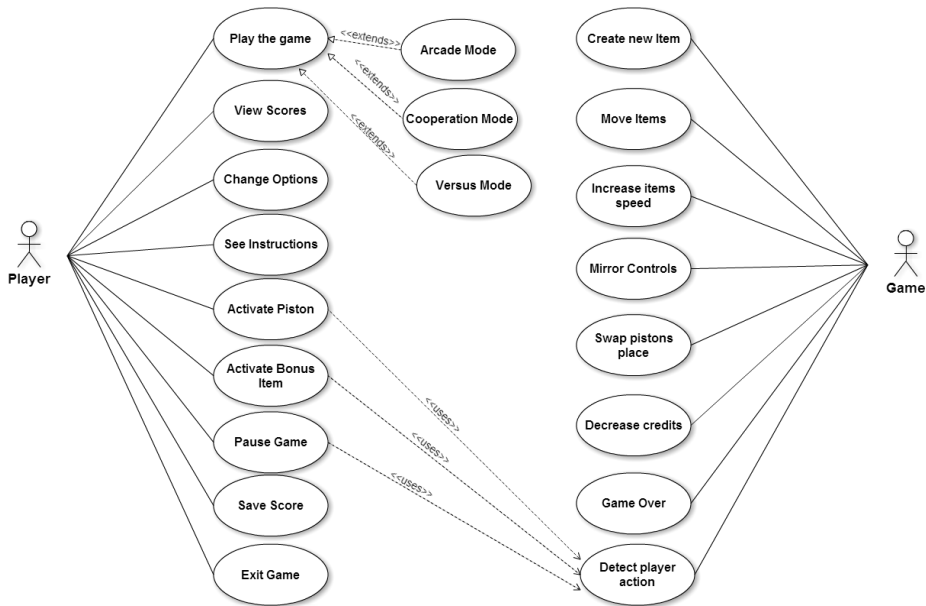 Play the game
<<extends>>
Arcade Mode
Create new Item
<<extends>>
View Scores
Cooperation Mode
Move Items
<<extends>>
Change Options
Versus Mode
Increase items
speed
See Instructions
Player
Mirror Controls
Game
Activate Piston
Swap pistons
place
Activate Bonus
Item
<<uses>>
<<uses>>
Decrease credits
Pause Game
<<uses>>
Save Score
Game Over
Exit Game
Detect player
action